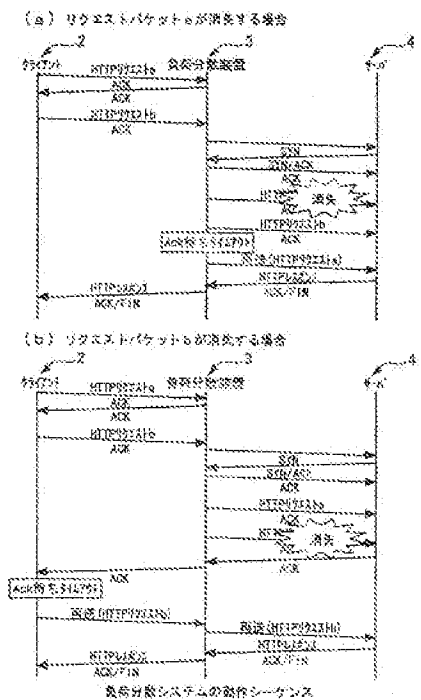 (a) リクエストパケットaが消失する場合
2
3
4
クライアント
負荷分散装置
サーバ
HTTPリクエストa
ACK
ACK
HTTPリクエストb
ACK
SYN
SYN/ACK
ACK
消失
ACK
HTTPリクエストb
ACK
Ack待ちタイムアウト
再送(HTTPリクエストa)
HTTPレスポンス
HTTPレスポンス
ACK/FIN
ACK/FIN
(b) リクエストパケットbが消失する場合
2
3
4
クライアント
負荷分散装置
サーバ
HTTPリクエストa
ACK
ACK
HTTPリクエストb
ACK
SYN
SYN/ACK
ACK
HTTPリクエストa
ACK
消失
ACK
ACK
ACK
Ack待ちタイムアウト
再送(HTTPリクエストb)
再送(HTTPリクエストb)
HTTPレスポンス
HTTPレスポンス
ACK/FIN
ACK/FIN
負荷分散システムの動作シーケンス